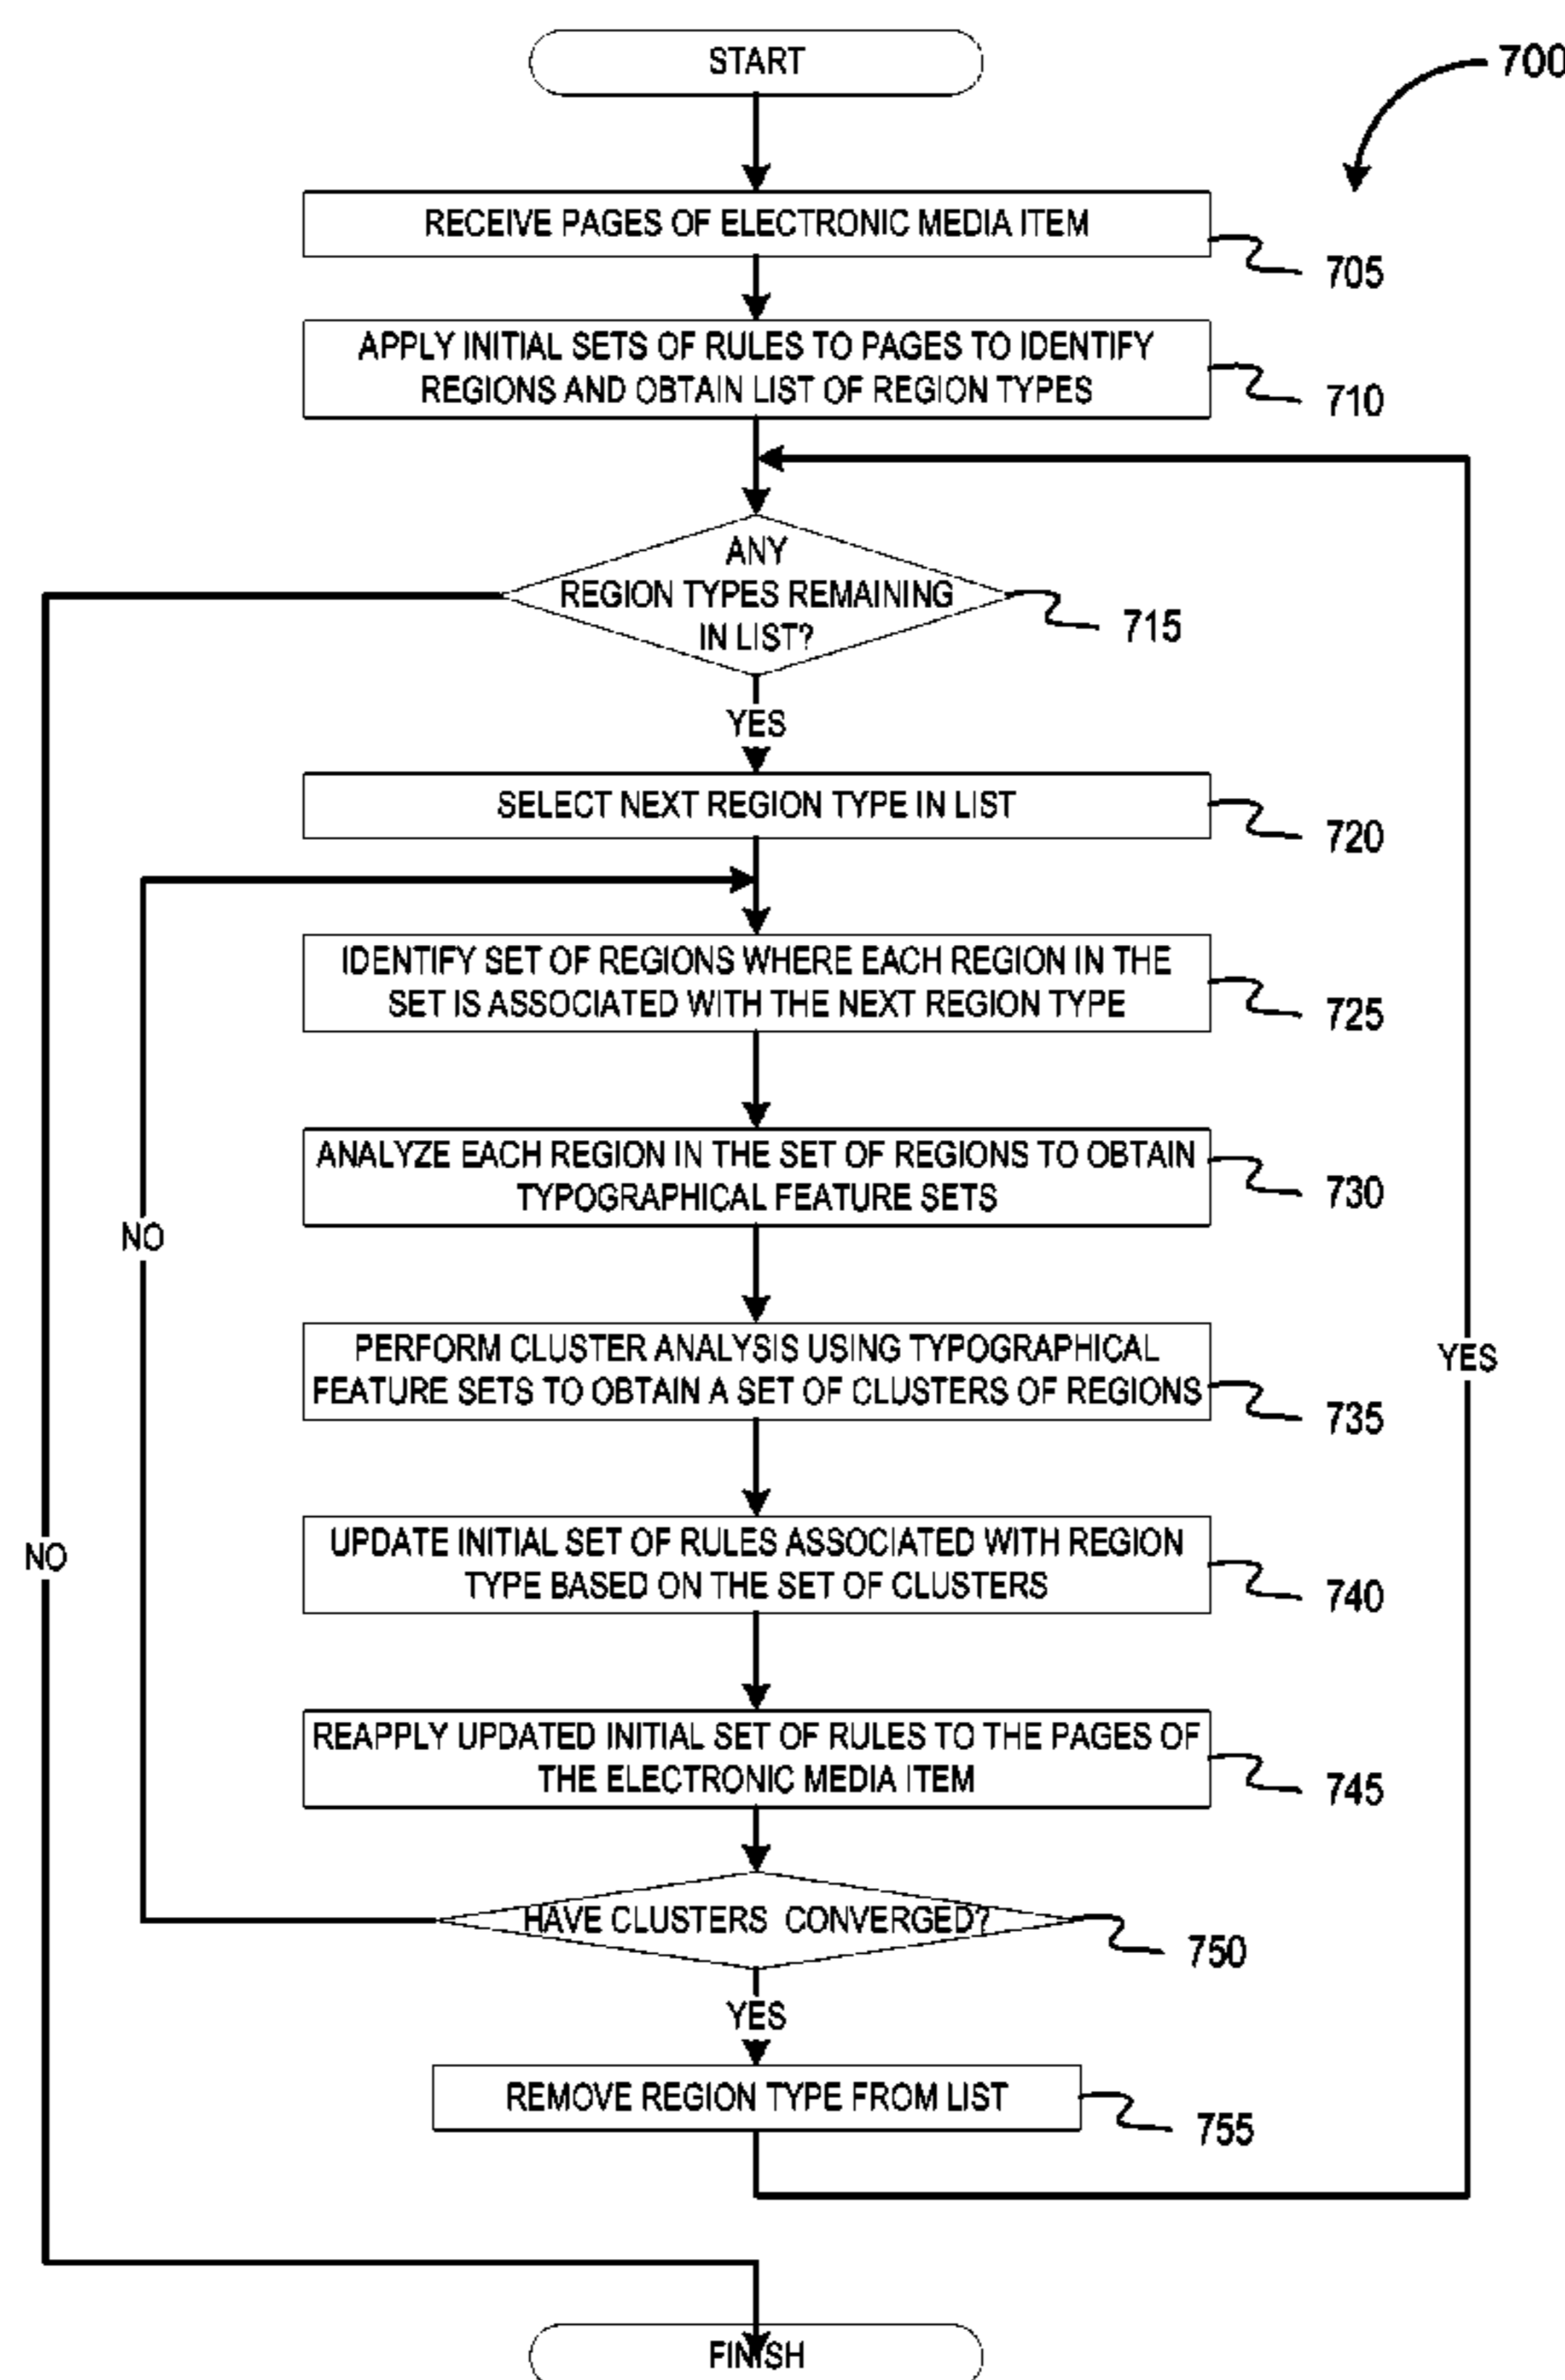 START
700
RECEIVE PAGES OF ELECTRONIC MEDIA ITEM
705
APPLY INITIAL SETS OF RULES TO PAGES TO IDENTIFY
REGIONS AND OBTAIN LIST OF REGION TYPES
710
ANY
REGION TYPES REMAINING
IN LIST?
715
YES
SELECT NEXT REGION TYPE IN LIST
720
IDENTIFY SET OF REGIONS WHERE EACH REGION IN THE
SET IS ASSOCIATED WITH THE NEXT REGION TYPE
725
ANALYZE EACH REGION IN THE SET OF REGIONS TO OBTAIN
TYPOGRAPHICAL FEATURE SETS
730
NO
PERFORM CLUSTER ANALYSIS USING TYPOGRAPHICAL
FEATURE SETS TO OBTAIN A SET OF CLUSTERS OF REGIONS
735
YES
NO
UPDATE INITIAL SET OF RULES ASSOCIATED WITH REGION
TYPE BASED ON THE SET OF CLUSTERS
740
REAPPLY UPDATED INITIAL SET OF RULES TO THE PAGES OF
THE ELECTRONIC MEDIA ITEM
745
HAVE CLUSTERS CONVERGED?
750
YES
REMOVE REGION TYPE FROM LIST
755
FINISH